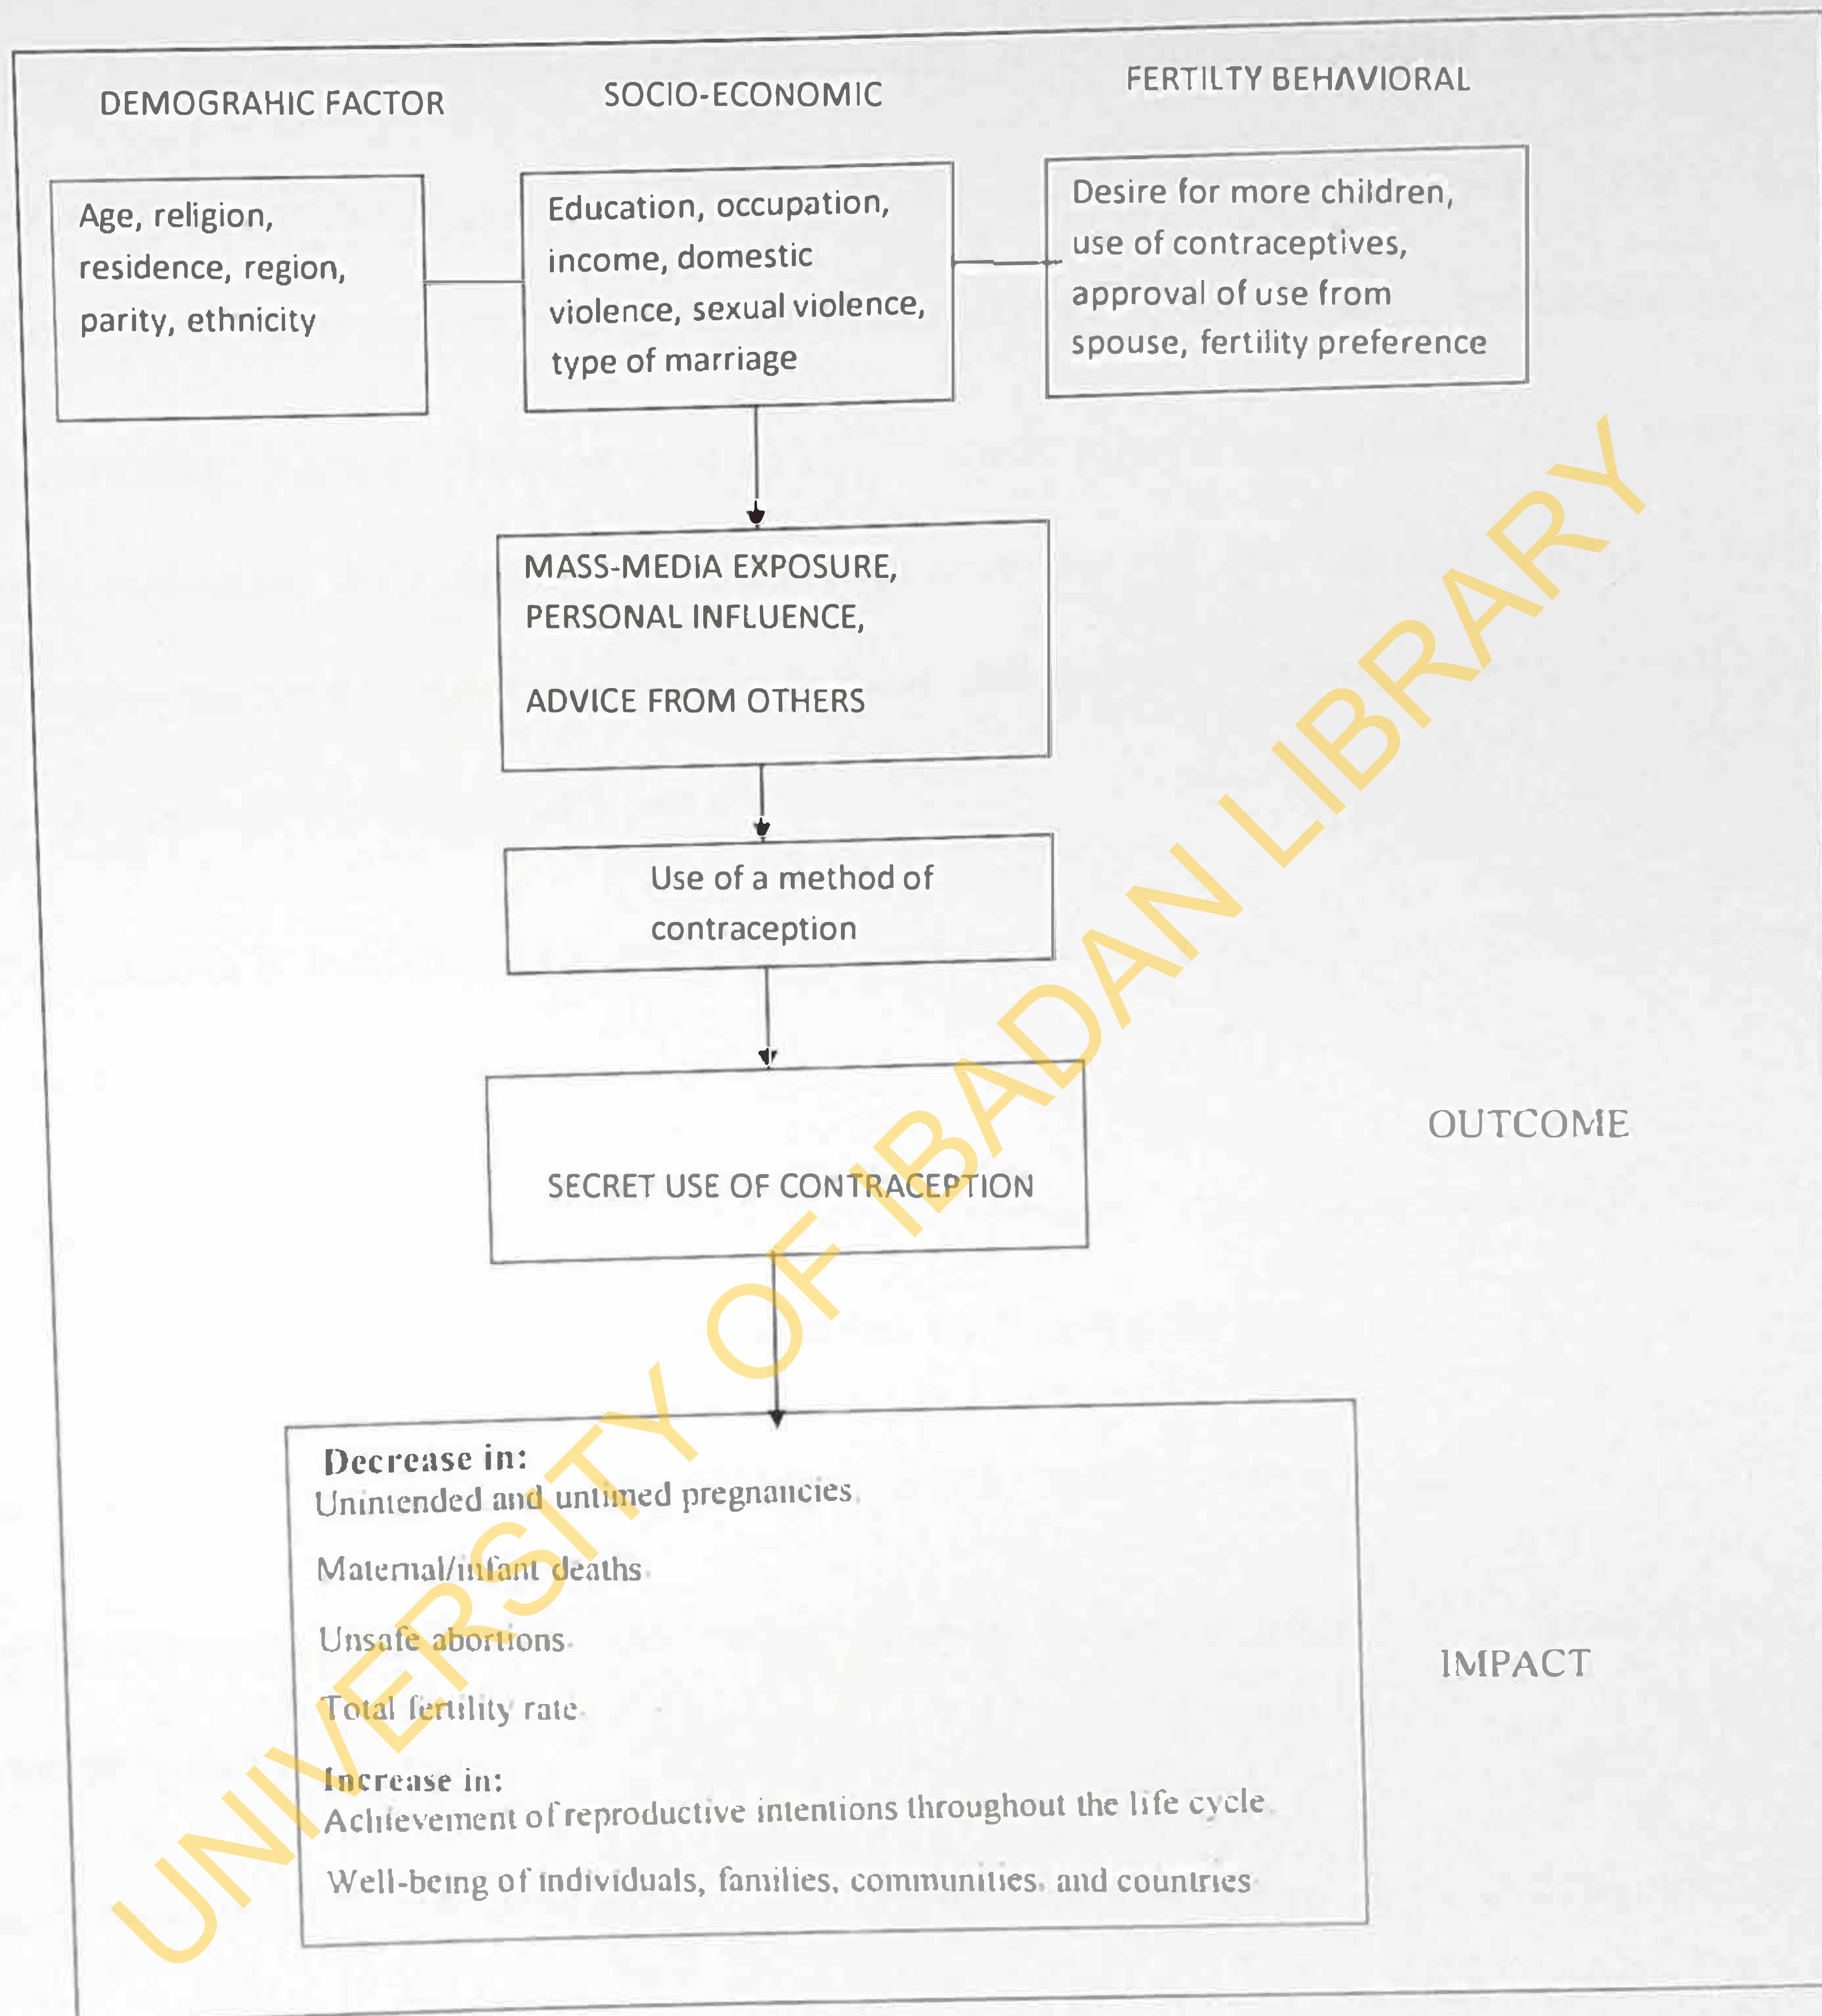 DEMOGRAHIC FACTOR
SOCIO-ECONOMIC
FERTILTY BEHAVIORAL
Age, religion,
residence, region,
parity, ethnicity
Education, occupation,
income, domestic
violence, sexual violence,
type of marriage
Desire for more children,
use of contraceptives,
approval of use from
spouse, fertility preference
MASS-MEDIA EXPOSURE,
PERSONAL INFLUENCE,
ADVICE FROM OTHERS
Use of a method of
contraception
OUTCOME
SECRET USE OF CONTRACEPTION
Decrease in:
Unintended and untimed pregnancies.
Maternal/infant deaths.
Unsafe abortions.
IMPACT
Total fertility rate.
Increase in:
Achievement of reproductive intentions throughout the life cycle.
Well-being of individuals, families, communities, and countries.
UNIVERSITY OF IBADAN LIBRARY